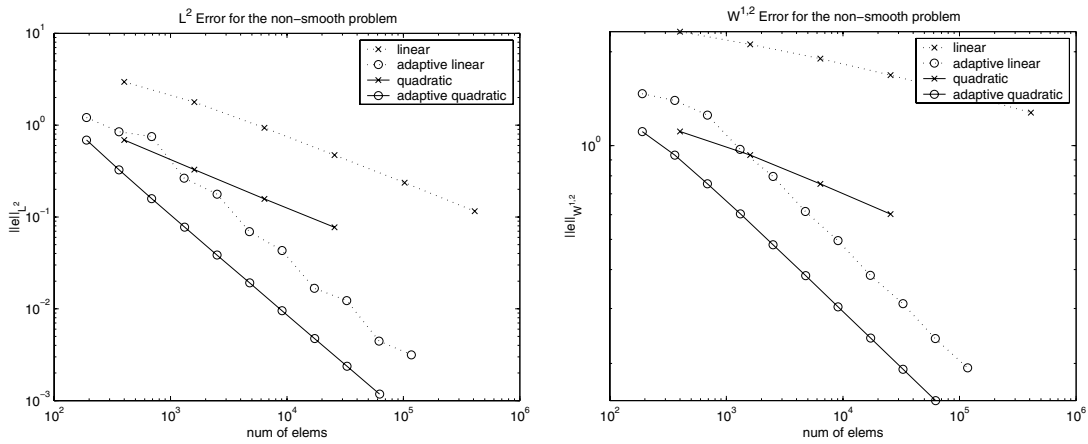 L² Error for the non−smooth problem
linear
adaptive linear
quadratic
adaptive quadratic
10¹
10⁰
10⁻¹
10⁻²
10⁻³
||e||_L²
10² 10³ 10⁴ 10⁵ 10⁶
num of elems
W¹,² Error for the non−smooth problem
linear
adaptive linear
quadratic
adaptive quadratic
10⁰
||e||_W¹,²
10² 10³ 10⁴ 10⁵ 10⁶
num of elems